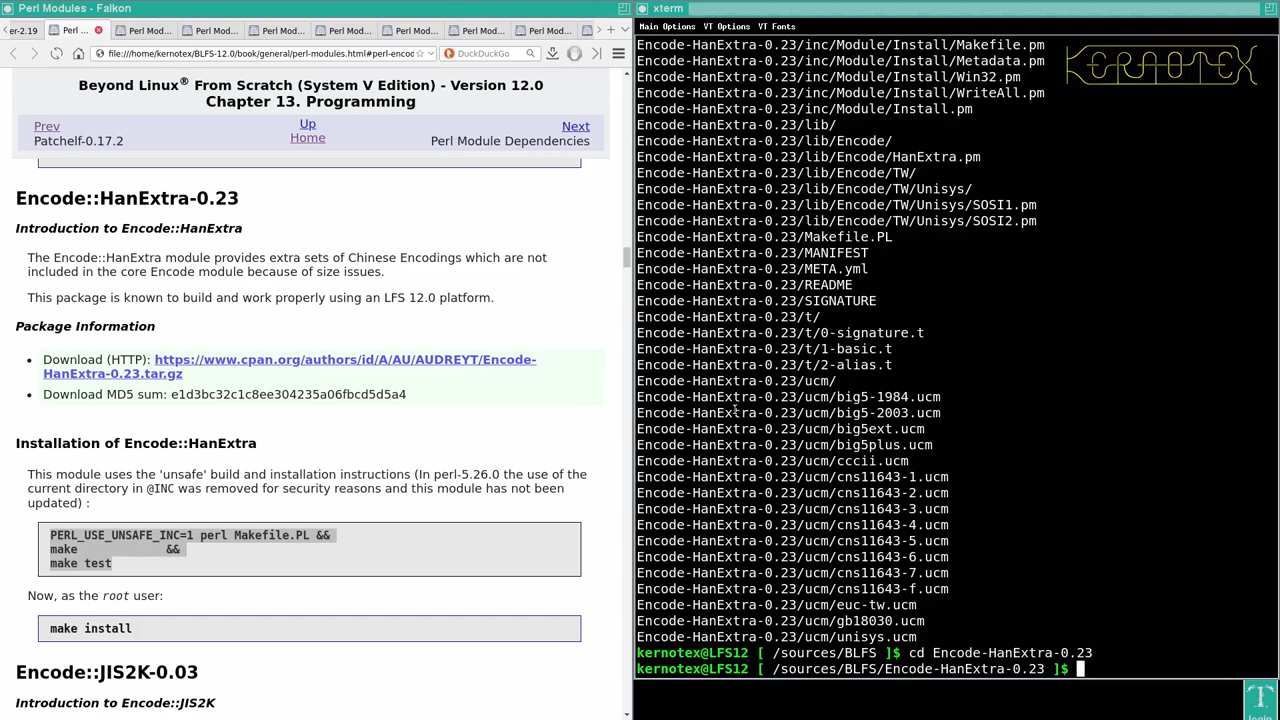 Perl Modules - Falkon
er-2.19
Perl ...
Perl Mod...
Perl Mod...
Perl Mod...
Perl Mod...
Perl Mod...
Perl Mod...
file:///home/kernotex/BLFS-12.0/book/general/perl-modules.html#perl-encod
DuckDuckGo
Beyond Linux® From Scratch (System V Edition) - Version 12.0
Chapter 13. Programming
Prev
Up
Next
Patchelf-0.17.2
Home
Perl Module Dependencies
Encode::HanExtra-0.23
Introduction to Encode::HanExtra
The Encode::HanExtra module provides extra sets of Chinese Encodings which are not
included in the core Encode module because of size issues.
This package is known to build and work properly using an LFS 12.0 platform.
Package Information
• Download (HTTP): https://www.cpan.org/authors/id/A/AU/AUDREYT/Encode-
HanExtra-0.23.tar.gz
• Download MD5 sum: e1d3bc32c1c8ee304235a06fbcd5d5a4
Installation of Encode::HanExtra
This module uses the 'unsafe' build and installation instructions (In perl-5.26.0 the use of the
current directory in @INC was removed for security reasons and this module has not been
updated) :
PERL_USE_UNSAFE_INC=1 perl Makefile.PL &&
make &&
make test
Now, as the root user:
make install
Encode::JIS2K-0.03
Introduction to Encode::JIS2K
xterm
Main Options VT Options VT Fonts
KERNOTEX
Encode-HanExtra-0.23/inc/Module/Install/Makefile.pm
Encode-HanExtra-0.23/inc/Module/Install/Metadata.pm
Encode-HanExtra-0.23/inc/Module/Install/Win32.pm
Encode-HanExtra-0.23/inc/Module/Install/WriteAll.pm
Encode-HanExtra-0.23/inc/Module/Install.pm
Encode-HanExtra-0.23/lib/
Encode-HanExtra-0.23/lib/Encode/
Encode-HanExtra-0.23/lib/Encode/HanExtra.pm
Encode-HanExtra-0.23/lib/Encode/TW/
Encode-HanExtra-0.23/lib/Encode/TW/Unisys/
Encode-HanExtra-0.23/lib/Encode/TW/Unisys/SOSI1.pm
Encode-HanExtra-0.23/lib/Encode/TW/Unisys/SOSI2.pm
Encode-HanExtra-0.23/Makefile.PL
Encode-HanExtra-0.23/MANIFEST
Encode-HanExtra-0.23/META.yml
Encode-HanExtra-0.23/README
Encode-HanExtra-0.23/SIGNATURE
Encode-HanExtra-0.23/t/
Encode-HanExtra-0.23/t/0-signature.t
Encode-HanExtra-0.23/t/1-basic.t
Encode-HanExtra-0.23/t/2-alias.t
Encode-HanExtra-0.23/ucm/
Encode-HanExtra-0.23/ucm/big5-1984.ucm
Encode-HanExtra-0.23/ucm/big5-2003.ucm
Encode-HanExtra-0.23/ucm/big5ext.ucm
Encode-HanExtra-0.23/ucm/big5plus.ucm
Encode-HanExtra-0.23/ucm/cccii.ucm
Encode-HanExtra-0.23/ucm/cns11643-1.ucm
Encode-HanExtra-0.23/ucm/cns11643-2.ucm
Encode-HanExtra-0.23/ucm/cns11643-3.ucm
Encode-HanExtra-0.23/ucm/cns11643-4.ucm
Encode-HanExtra-0.23/ucm/cns11643-5.ucm
Encode-HanExtra-0.23/ucm/cns11643-6.ucm
Encode-HanExtra-0.23/ucm/cns11643-7.ucm
Encode-HanExtra-0.23/ucm/cns11643-f.ucm
Encode-HanExtra-0.23/ucm/euc-tw.ucm
Encode-HanExtra-0.23/ucm/gb18030.ucm
Encode-HanExtra-0.23/ucm/unisys.ucm
kernotex@LFS12 [ /sources/BLFS ]$ cd Encode-HanExtra-0.23
kernotex@LFS12 [ /sources/BLFS/Encode-HanExtra-0.23 ]$
login